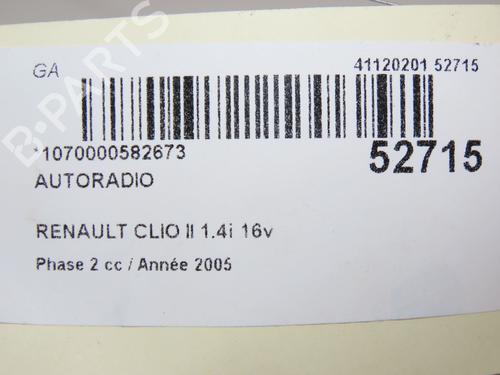 B-PARTS
GA
41120201 52715
*1070000582673
52715
AUTORADIO
RENAULT CLIO II 1.4i 16v
Phase 2 cc / Année 2005